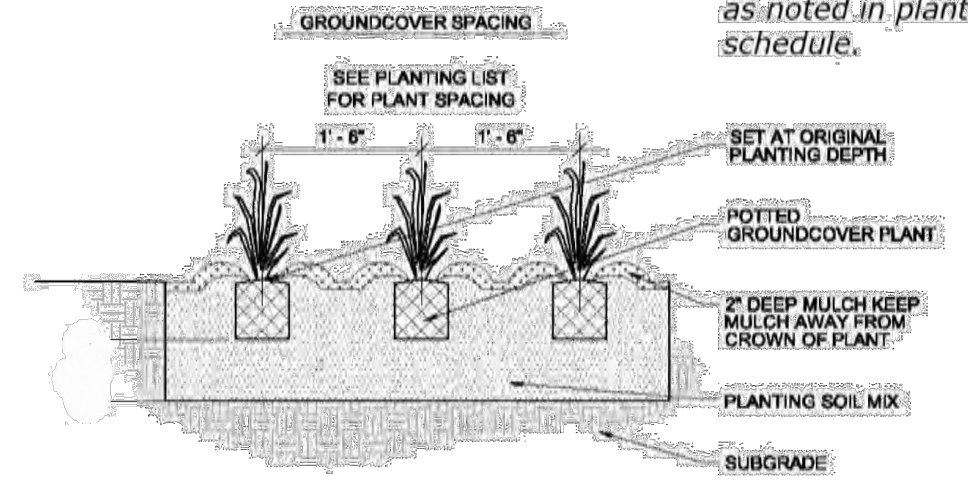 GROUNDCOVER SPACING
as noted in plant
schedule.
SEE PLANTING LIST
FOR PLANT SPACING
1' - 6" 1' - 6"
SET AT ORIGINAL
PLANTING DEPTH
POTTED
GROUNDCOVER PLANT
2" DEEP MULCH KEEP
MULCH AWAY FROM
CROWN OF PLANT
PLANTING SOIL MIX
SUBGRADE